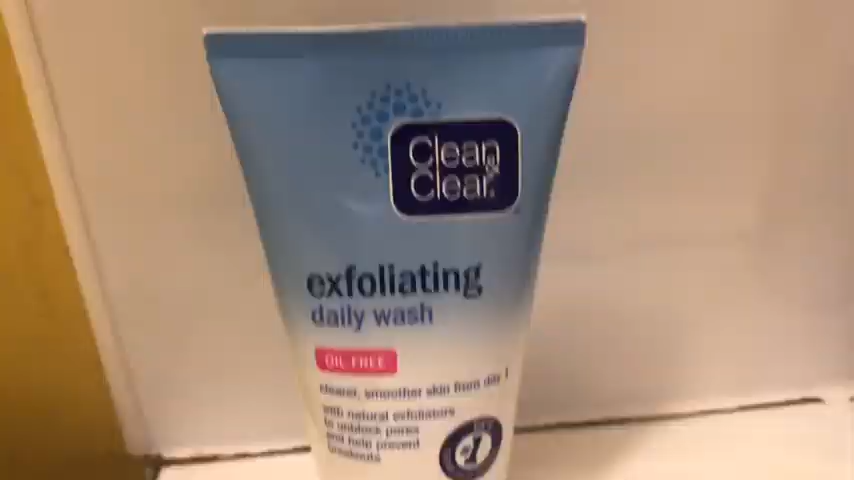 Clean &
Clear
exfoliating
daily wash
OIL FREE
clearer, smoother skin from day 1
with natural exfoliators
to unblock pores
and help prevent
breakouts
#1